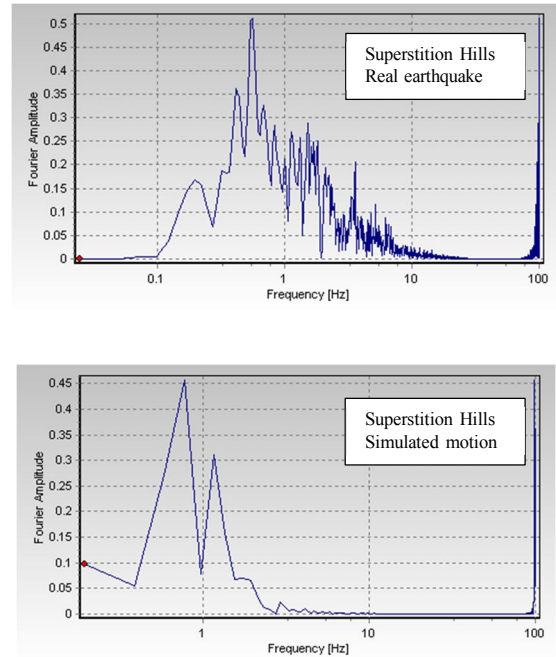 Superstition Hills
Real earthquake
Fourier Amplitude
0.5
0.45
0.4
0.35
0.3
0.25
0.2
0.15
0.1
0.05
0
0.1 1 10 100
Frequency [Hz]
Superstition Hills
Simulated motion
Fourier Amplitude
0.45
0.4
0.35
0.3
0.25
0.2
0.15
0.1
0.05
0
1 10 100
Frequency [Hz]